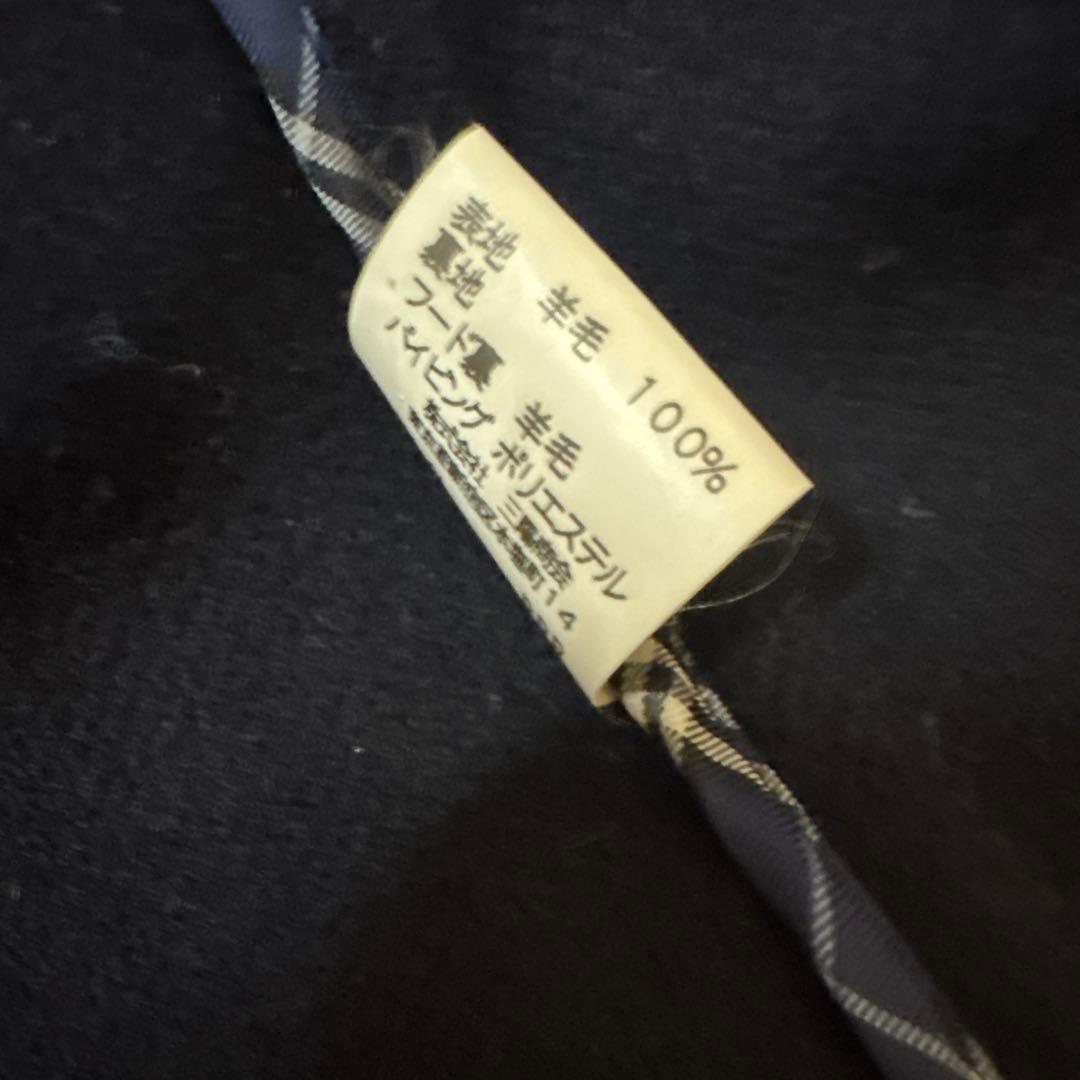 表地 羊毛 100%
裏地
フード裏 羊毛
パイピング ポリエステル
株式会社 三陽商会
14